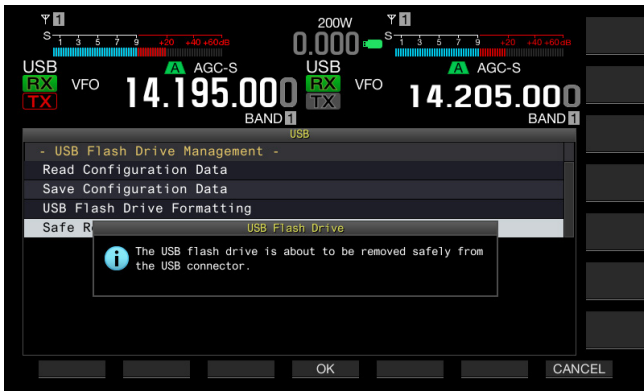 1 200W 1
S 1 3 5 7 9 +20 +40 +60dB 0.000 S 1 3 5 7 9 +20 +40 +60dB
USB A AGC-S USB A AGC-S
RX VFO 14.195.000 RX VFO 14.205.000
TX TX
BAND 1 BAND 1
USB
- USB Flash Drive Management -
Read Configuration Data
Save Configuration Data
USB Flash Drive Formatting
Safe R
USB Flash Drive
i The USB flash drive is about to be removed safely from
the USB connector.
OK CANCEL